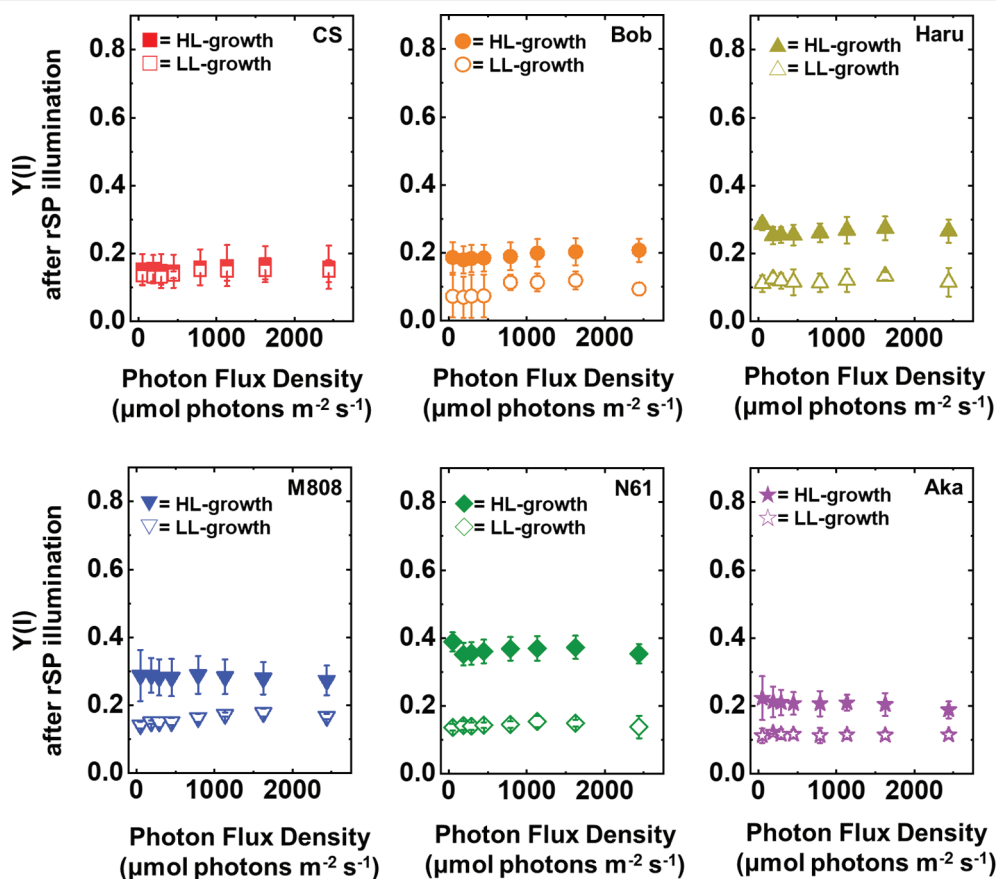 CS
= HL-growth
= LL-growth
0.8
0.6
0.4
0.2
0.0
0 1000 2000
Y(I)
after rSP illumination
Photon Flux Density
(µmol photons m⁻² s⁻¹)
Bob
= HL-growth
= LL-growth
0.8
0.6
0.4
0.2
0.0
0 1000 2000
Photon Flux Density
(µmol photons m⁻² s⁻¹)
Haru
= HL-growth
= LL-growth
0.8
0.6
0.4
0.2
0.0
0 1000 2000
Photon Flux Density
(µmol photons m⁻² s⁻¹)
M808
= HL-growth
= LL-growth
0.8
0.6
0.4
0.2
0.0
0 1000 2000
Y(I)
after rSP illumination
Photon Flux Density
(µmol photons m⁻² s⁻¹)
N61
= HL-growth
= LL-growth
0.8
0.6
0.4
0.2
0.0
0 1000 2000
Photon Flux Density
(µmol photons m⁻² s⁻¹)
Aka
= HL-growth
= LL-growth
0.8
0.6
0.4
0.2
0.0
0 1000 2000
Photon Flux Density
(µmol photons m⁻² s⁻¹)